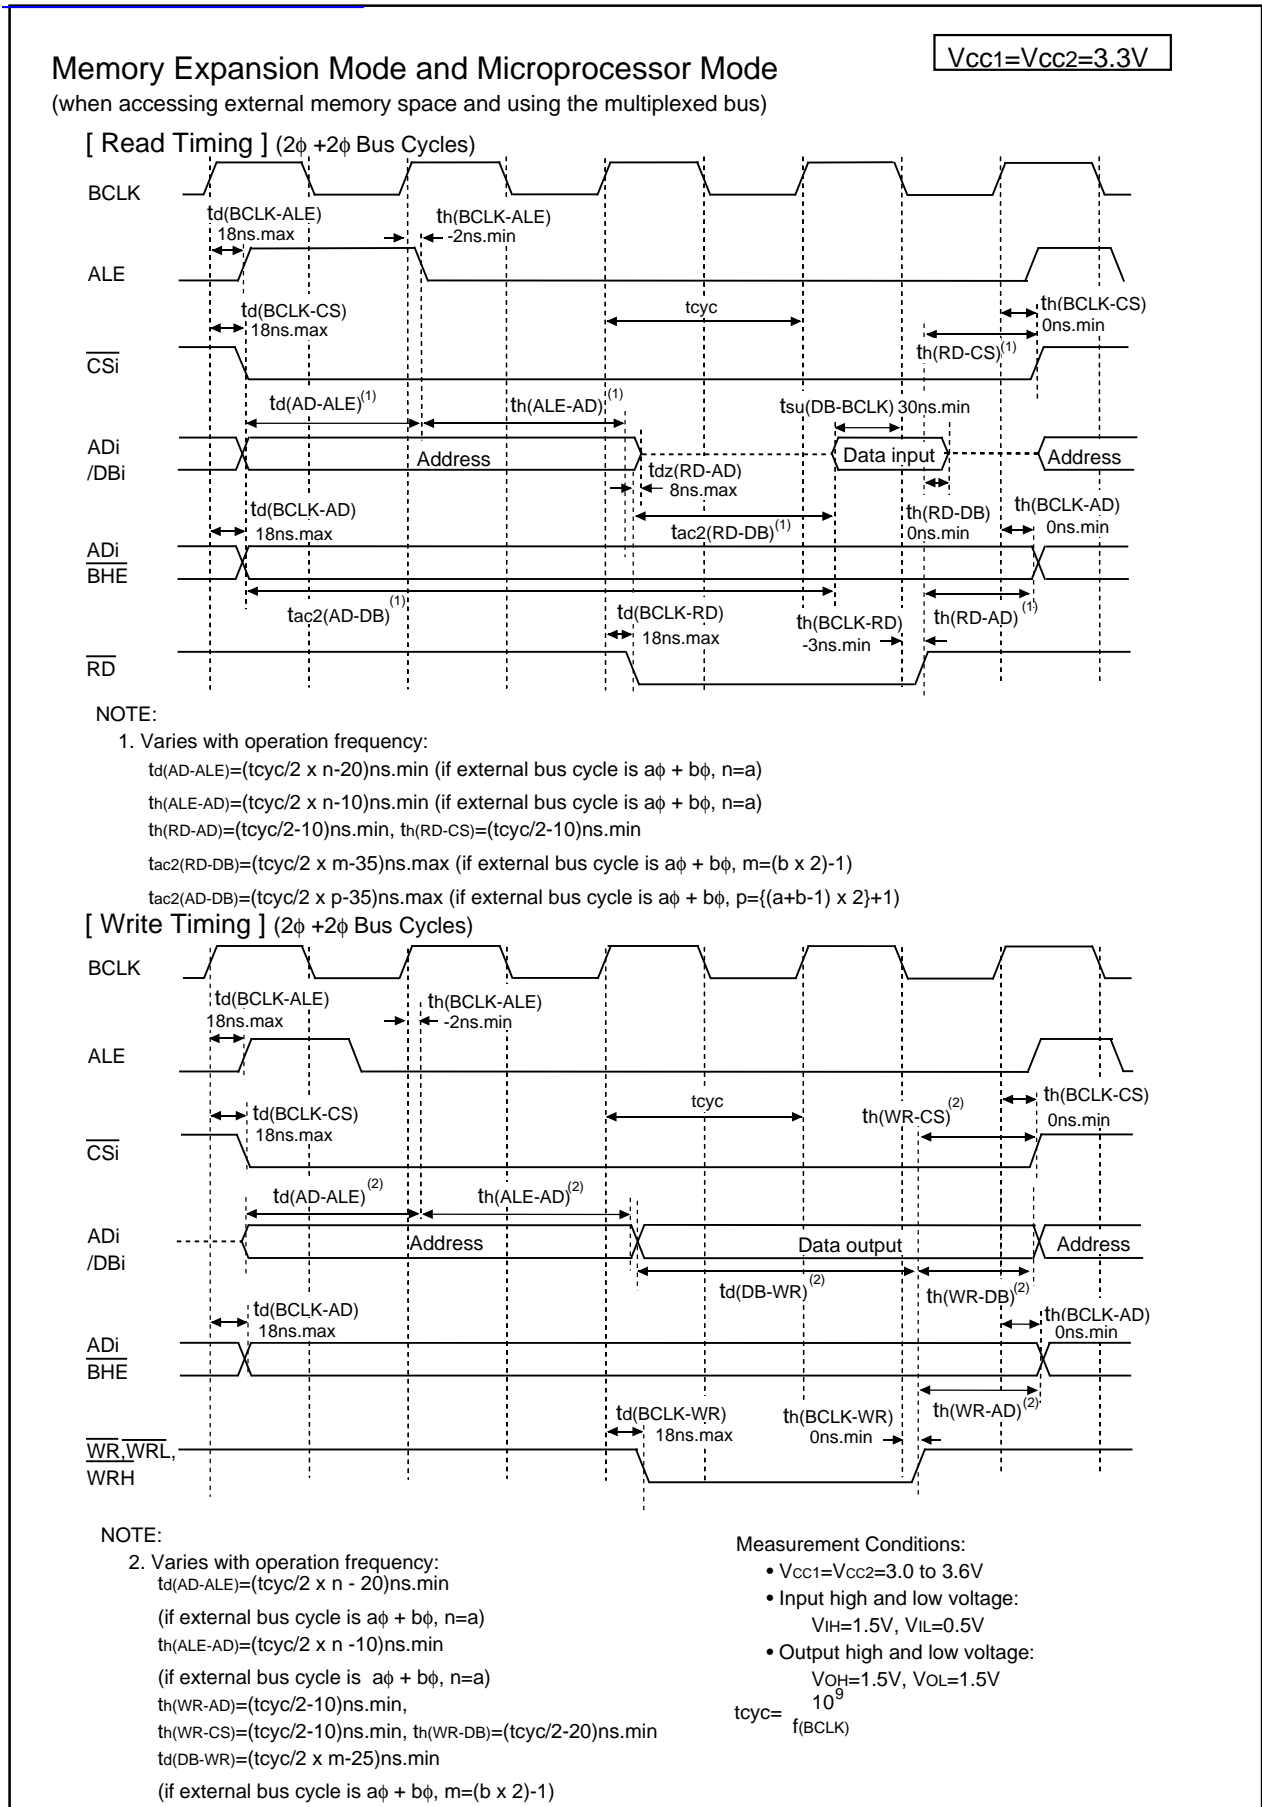 Vcc1=Vcc2=3.3V
Memory Expansion Mode and Microprocessor Mode
(when accessing external memory space and using the multiplexed bus)
[ Read Timing ] (2ϕ +2ϕ Bus Cycles)
BCLK
td(BCLK-ALE)
18ns.max
th(BCLK-ALE)
-2ns.min
ALE
td(BCLK-CS)
18ns.max
tcyc
th(BCLK-CS)
0ns.min
th(RD-CS)(1)
CSi
td(AD-ALE)(1)
th(ALE-AD)(1)
tsu(DB-BCLK) 30ns.min
ADi
/DBi
Address
Data input
Address
tdz(RD-AD)
8ns.max
td(BCLK-AD)
18ns.max
tac2(RD-DB)(1)
th(RD-DB)
0ns.min
th(BCLK-AD)
0ns.min
ADi
BHE
tac2(AD-DB)(1)
td(BCLK-RD)
18ns.max
th(BCLK-RD)
-3ns.min
th(RD-AD)(1)
RD
NOTE:
1. Varies with operation frequency:
td(AD-ALE)=(tcyc/2 x n-20)ns.min (if external bus cycle is aϕ + bϕ, n=a)
th(ALE-AD)=(tcyc/2 x n-10)ns.min (if external bus cycle is aϕ + bϕ, n=a)
th(RD-AD)=(tcyc/2-10)ns.min, th(RD-CS)=(tcyc/2-10)ns.min
tac2(RD-DB)=(tcyc/2 x m-35)ns.max (if external bus cycle is aϕ + bϕ, m=(b x 2)-1)
tac2(AD-DB)=(tcyc/2 x p-35)ns.max (if external bus cycle is aϕ + bϕ, p={(a+b-1) x 2}+1)
[ Write Timing ] (2ϕ +2ϕ Bus Cycles)
BCLK
td(BCLK-ALE)
18ns.max
th(BCLK-ALE)
-2ns.min
ALE
td(BCLK-CS)
18ns.max
tcyc
th(WR-CS)(2)
th(BCLK-CS)
0ns.min
CSi
td(AD-ALE)(2)
th(ALE-AD)(2)
ADi
/DBi
Address
Data output
Address
td(DB-WR)(2)
th(WR-DB)(2)
td(BCLK-AD)
18ns.max
th(BCLK-AD)
0ns.min
ADi
BHE
td(BCLK-WR)
18ns.max
th(BCLK-WR)
0ns.min
th(WR-AD)(2)
WR,WRL,
WRH
NOTE:
2. Varies with operation frequency:
td(AD-ALE)=(tcyc/2 x n - 20)ns.min
(if external bus cycle is aϕ + bϕ, n=a)
th(ALE-AD)=(tcyc/2 x n -10)ns.min
(if external bus cycle is aϕ + bϕ, n=a)
th(WR-AD)=(tcyc/2-10)ns.min,
th(WR-CS)=(tcyc/2-10)ns.min, th(WR-DB)=(tcyc/2-20)ns.min
td(DB-WR)=(tcyc/2 x m-25)ns.min
(if external bus cycle is aϕ + bϕ, m=(b x 2)-1)
Measurement Conditions:
• VCC1=VCC2=3.0 to 3.6V
• Input high and low voltage:
VIH=1.5V, VIL=0.5V
• Output high and low voltage:
VOH=1.5V, VOL=1.5V
tcyc= 10^9
f(BCLK)